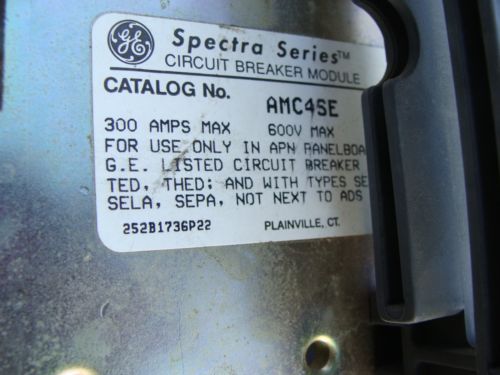 GE Spectra Series™
CIRCUIT BREAKER MODULE
CATALOG No. AMC4SE
300 AMPS MAX 600V MAX
FOR USE ONLY IN APN PANELBOA
G.E. LISTED CIRCUIT BREAKER
TED, THED; AND WITH TYPES SE
SELA, SEPA, NOT NEXT TO ADS
252B1736P22 PLAINVILLE, CT.